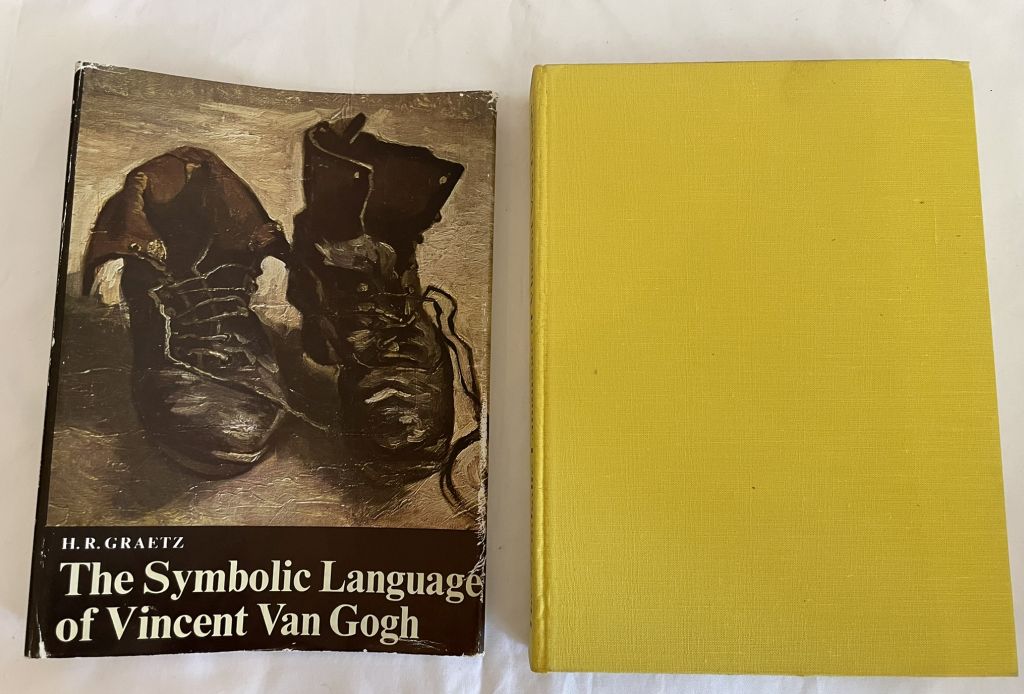 H. R. GRAETZ
The Symbolic Language
of Vincent Van Gogh